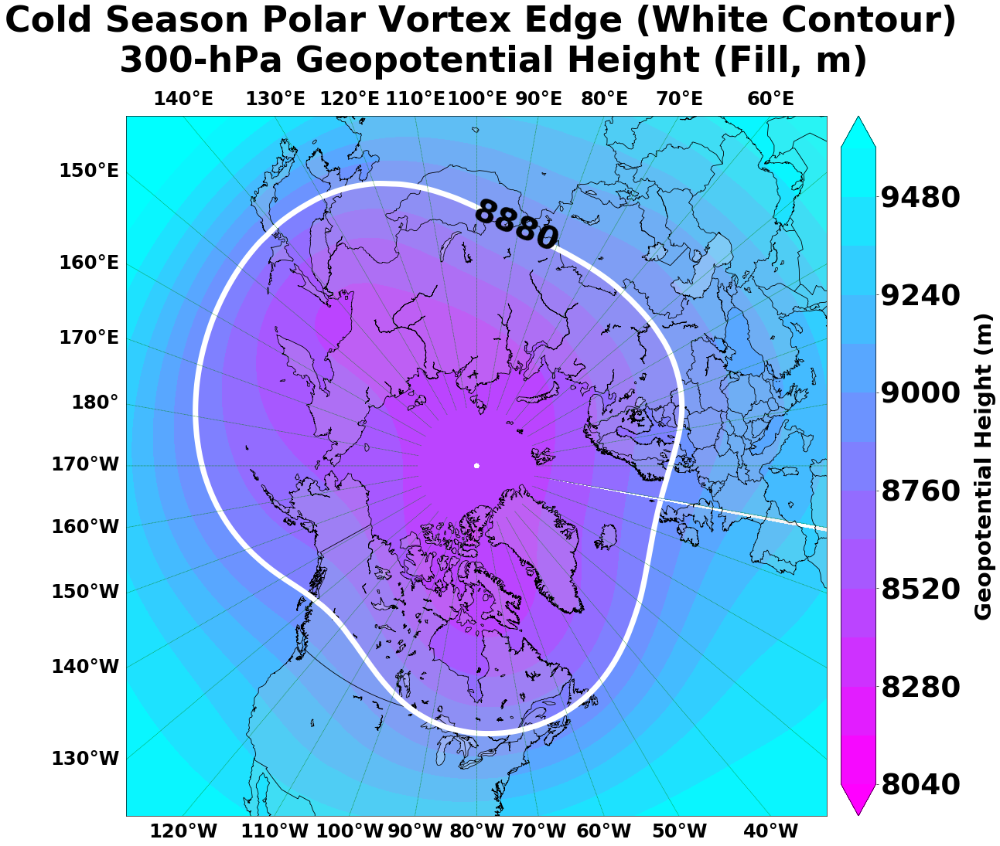 Cold Season Polar Vortex Edge (White Contour)
300-hPa Geopotential Height (Fill, m)
140°E 130°E 120°E 110°E 100°E 90°E 80°E 70°E 60°E
150°E
160°E
170°E
180°
170°W
160°W
150°W
140°W
130°W
8880
120°W 110°W 100°W 90°W 80°W 70°W 60°W 50°W 40°W
9480
9240
9000
8760
8520
8280
8040
Geopotential Height (m)